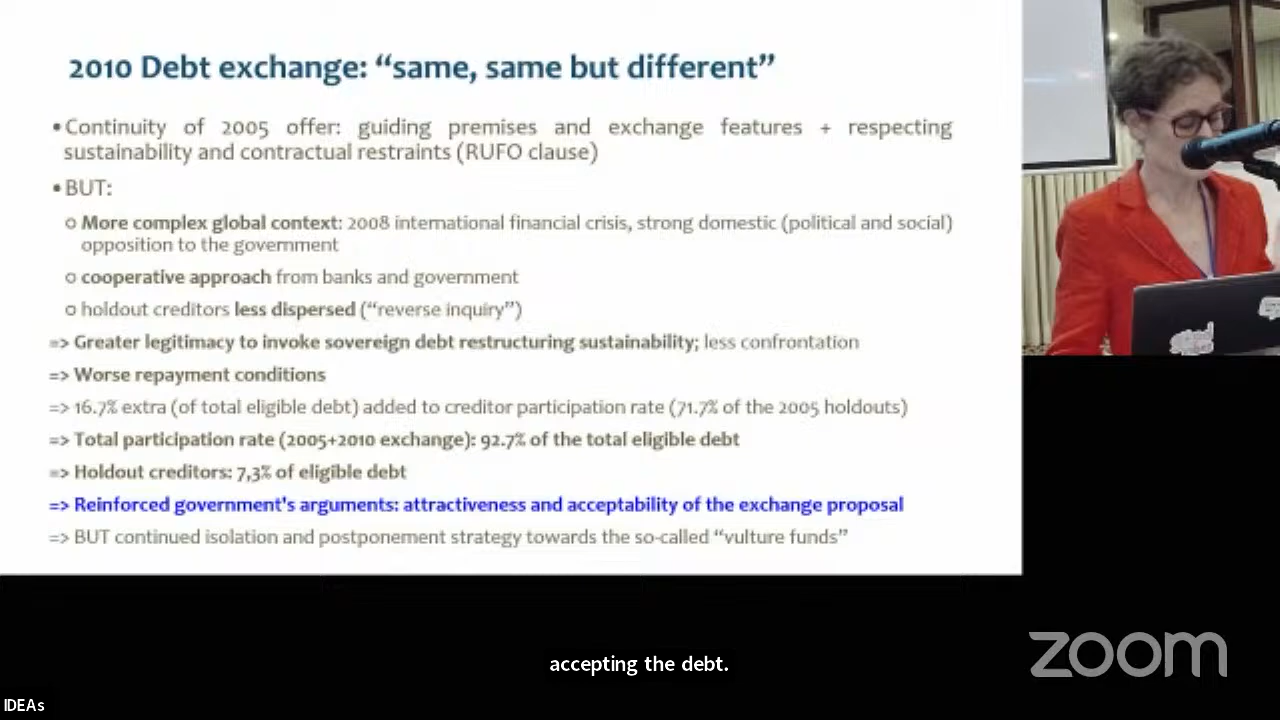 2010 Debt exchange: “same, same but different”
•Continuity of 2005 offer: guiding premises and exchange features + respecting
sustainability and contractual restraints (RUFO clause)
•BUT:
o More complex global context: 2008 international financial crisis, strong domestic (political and social)
opposition to the government
o cooperative approach from banks and government
o holdout creditors less dispersed (“reverse inquiry”)
=> Greater legitimacy to invoke sovereign debt restructuring sustainability; less confrontation
=> Worse repayment conditions
=> 16.7% extra (of total eligible debt) added to creditor participation rate (71.7% of the 2005 holdouts)
=> Total participation rate (2005+2010 exchange): 92.7% of the total eligible debt
=> Holdout creditors: 7,3% of eligible debt
=> Reinforced government's arguments: attractiveness and acceptability of the exchange proposal
=> BUT continued isolation and postponement strategy towards the so-called “vulture funds”
accepting the debt.
zoom
IDEAs